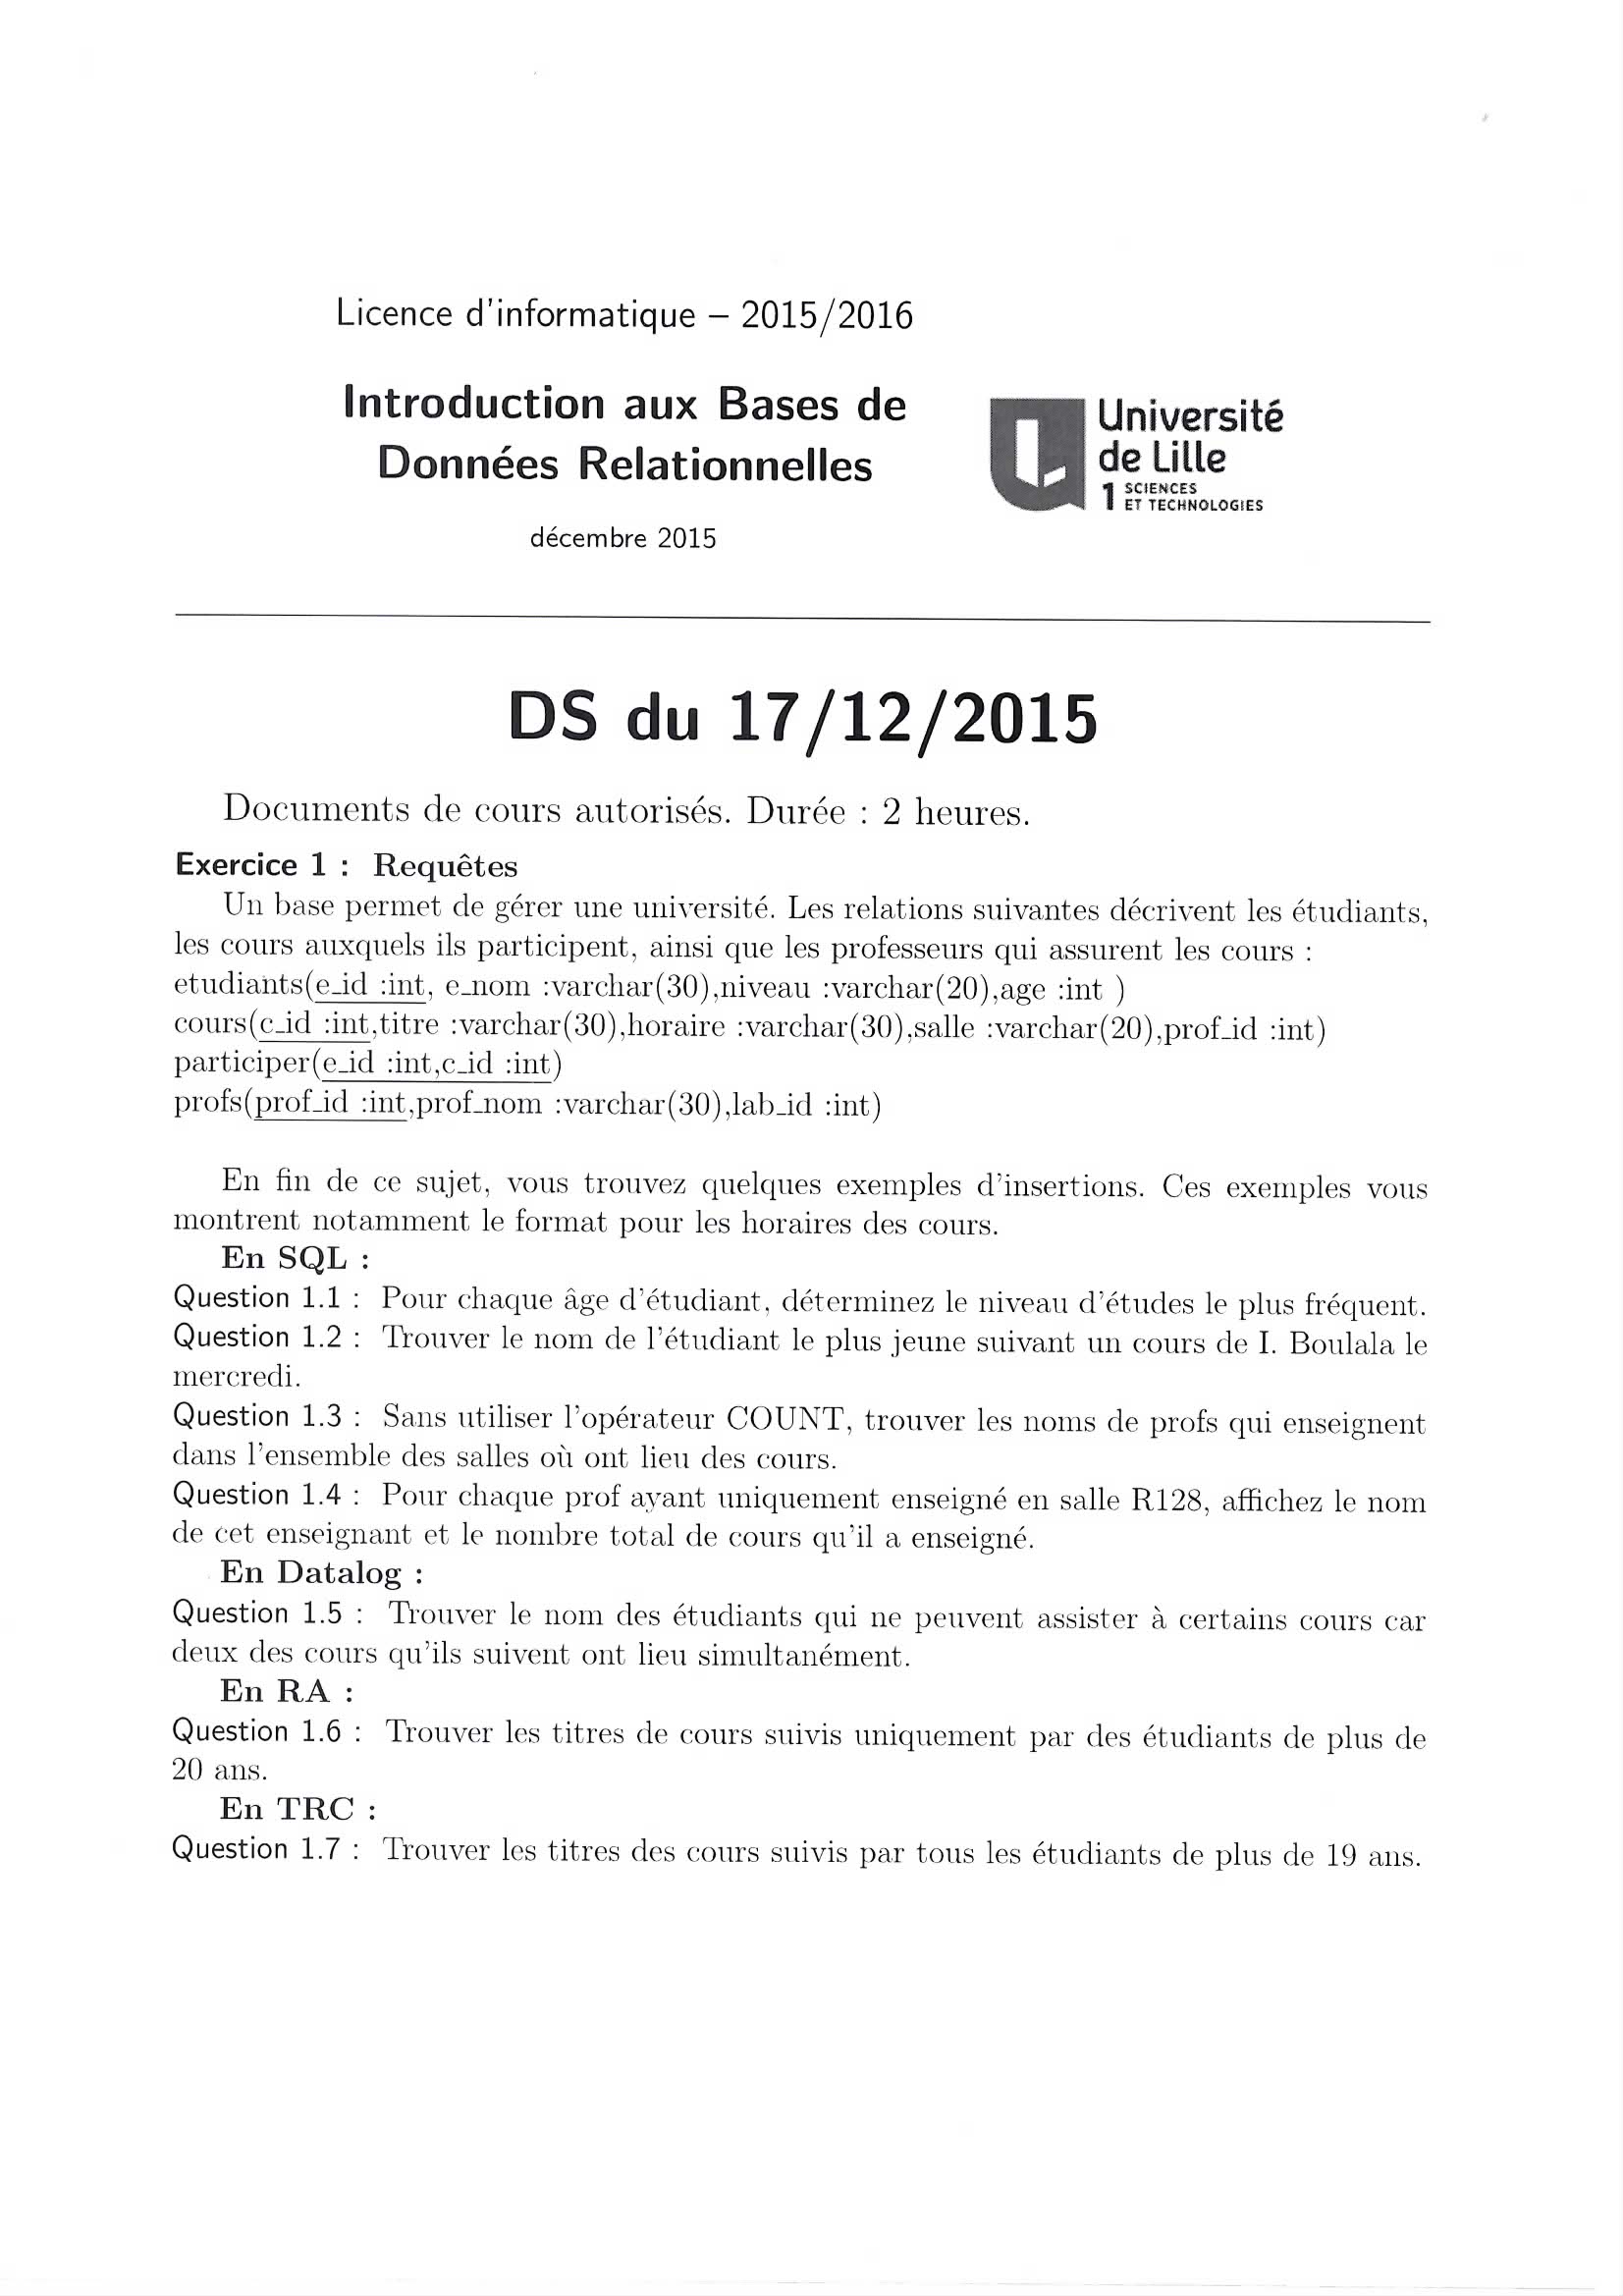 Licence d'informatique – 2015/2016
Introduction aux Bases de
Données Relationnelles
décembre 2015
Université
de Lille
1 SCIENCES
ET TECHNOLOGIES
DS du 17/12/2015
Documents de cours autorisés. Durée : 2 heures.
Exercice 1 : Requêtes
Un base permet de gérer une université. Les relations suivantes décrivent les étudiants,
les cours auxquels ils participent, ainsi que les professeurs qui assurent les cours :
etudiants(e_id :int, e_nom :varchar(30),niveau :varchar(20),age :int )
cours(c_id :int,titre :varchar(30),horaire :varchar(30),salle :varchar(20),prof_id :int)
participer(e_id :int,c_id :int)
profs(prof_id :int,prof_nom :varchar(30),lab_id :int)
En fin de ce sujet, vous trouvez quelques exemples d'insertions. Ces exemples vous
montrent notamment le format pour les horaires des cours.
En SQL :
Question 1.1 : Pour chaque âge d'étudiant, déterminez le niveau d'études le plus fréquent.
Question 1.2 : Trouver le nom de l'étudiant le plus jeune suivant un cours de I. Boulala le
mercredi.
Question 1.3 : Sans utiliser l'opérateur COUNT, trouver les noms de profs qui enseignent
dans l'ensemble des salles où ont lieu des cours.
Question 1.4 : Pour chaque prof ayant uniquement enseigné en salle R128, affichez le nom
de cet enseignant et le nombre total de cours qu'il a enseigné.
En Datalog :
Question 1.5 : Trouver le nom des étudiants qui ne peuvent assister à certains cours car
deux des cours qu'ils suivent ont lieu simultanément.
En RA :
Question 1.6 : Trouver les titres de cours suivis uniquement par des étudiants de plus de
20 ans.
En TRC :
Question 1.7 : Trouver les titres des cours suivis par tous les étudiants de plus de 19 ans.